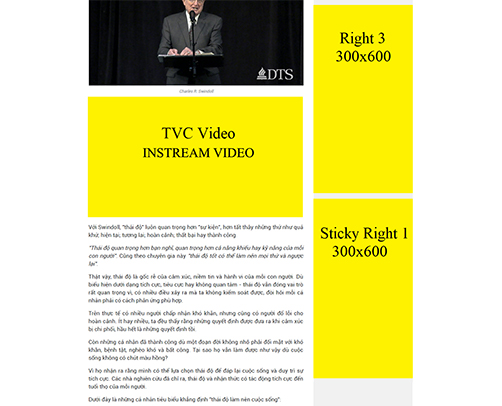 DTS
Charles R. Swindoll
TVC Video
INSTREAM VIDEO
Với Swindoll, "thái độ" luôn quan trọng hơn "sự kiện", hơn tất thảy những thứ như quá
khứ, hiện tại, tương lai, hoàn cảnh, thất bại hay thành công.
"Thái độ quan trọng hơn bạn nghĩ, quan trọng hơn cả năng khiếu hay kỹ năng của mỗi
con người". Cũng theo chuyên gia này "thái độ tốt có thể làm nên mọi thứ và ngược
lại".
Thật vậy, thái độ là gốc rễ của cảm xúc, niềm tin và hành vi của mỗi con người. Dù
biểu hiện dưới dạng tích cực, tiêu cực hay không quan tâm - thái độ vẫn đóng vai trò
rất quan trọng vì, có nhiều điều xảy ra mà ta không kiểm soát được, đòi hỏi mỗi cá
nhân phải có cách phản ứng phù hợp.
Trên thực tế có nhiều người chấp nhận khó khăn, nhưng cũng có người đổ lỗi cho
hoàn cảnh. Ít hay nhiều, ta đều thấy rằng những quyết định được đưa ra khi cảm xúc
bị chi phối, hầu hết là những quyết định tồi.
Còn những cá nhân đã thành công dù một đoạn đời không nhỏ phải đối mặt với khó
khăn, bệnh tật, nghèo khó và bất công. Tại sao họ vẫn làm được như vậy dù cuộc
sống không có chút màu hồng?
Vì họ nhận ra rằng mình có thể lựa chọn thái độ để đáp lại cuộc sống và duy trì sự
tích cực. Các nhà nghiên cứu đã chỉ ra, thái độ và nhận thức có tác động tích cực đến
tuổi thọ của mỗi người.
Dưới đây là những cá nhân tiêu biểu khẳng định "thái độ làm nên cuộc sống":
Right 3
300x600
Sticky Right 1
300x600